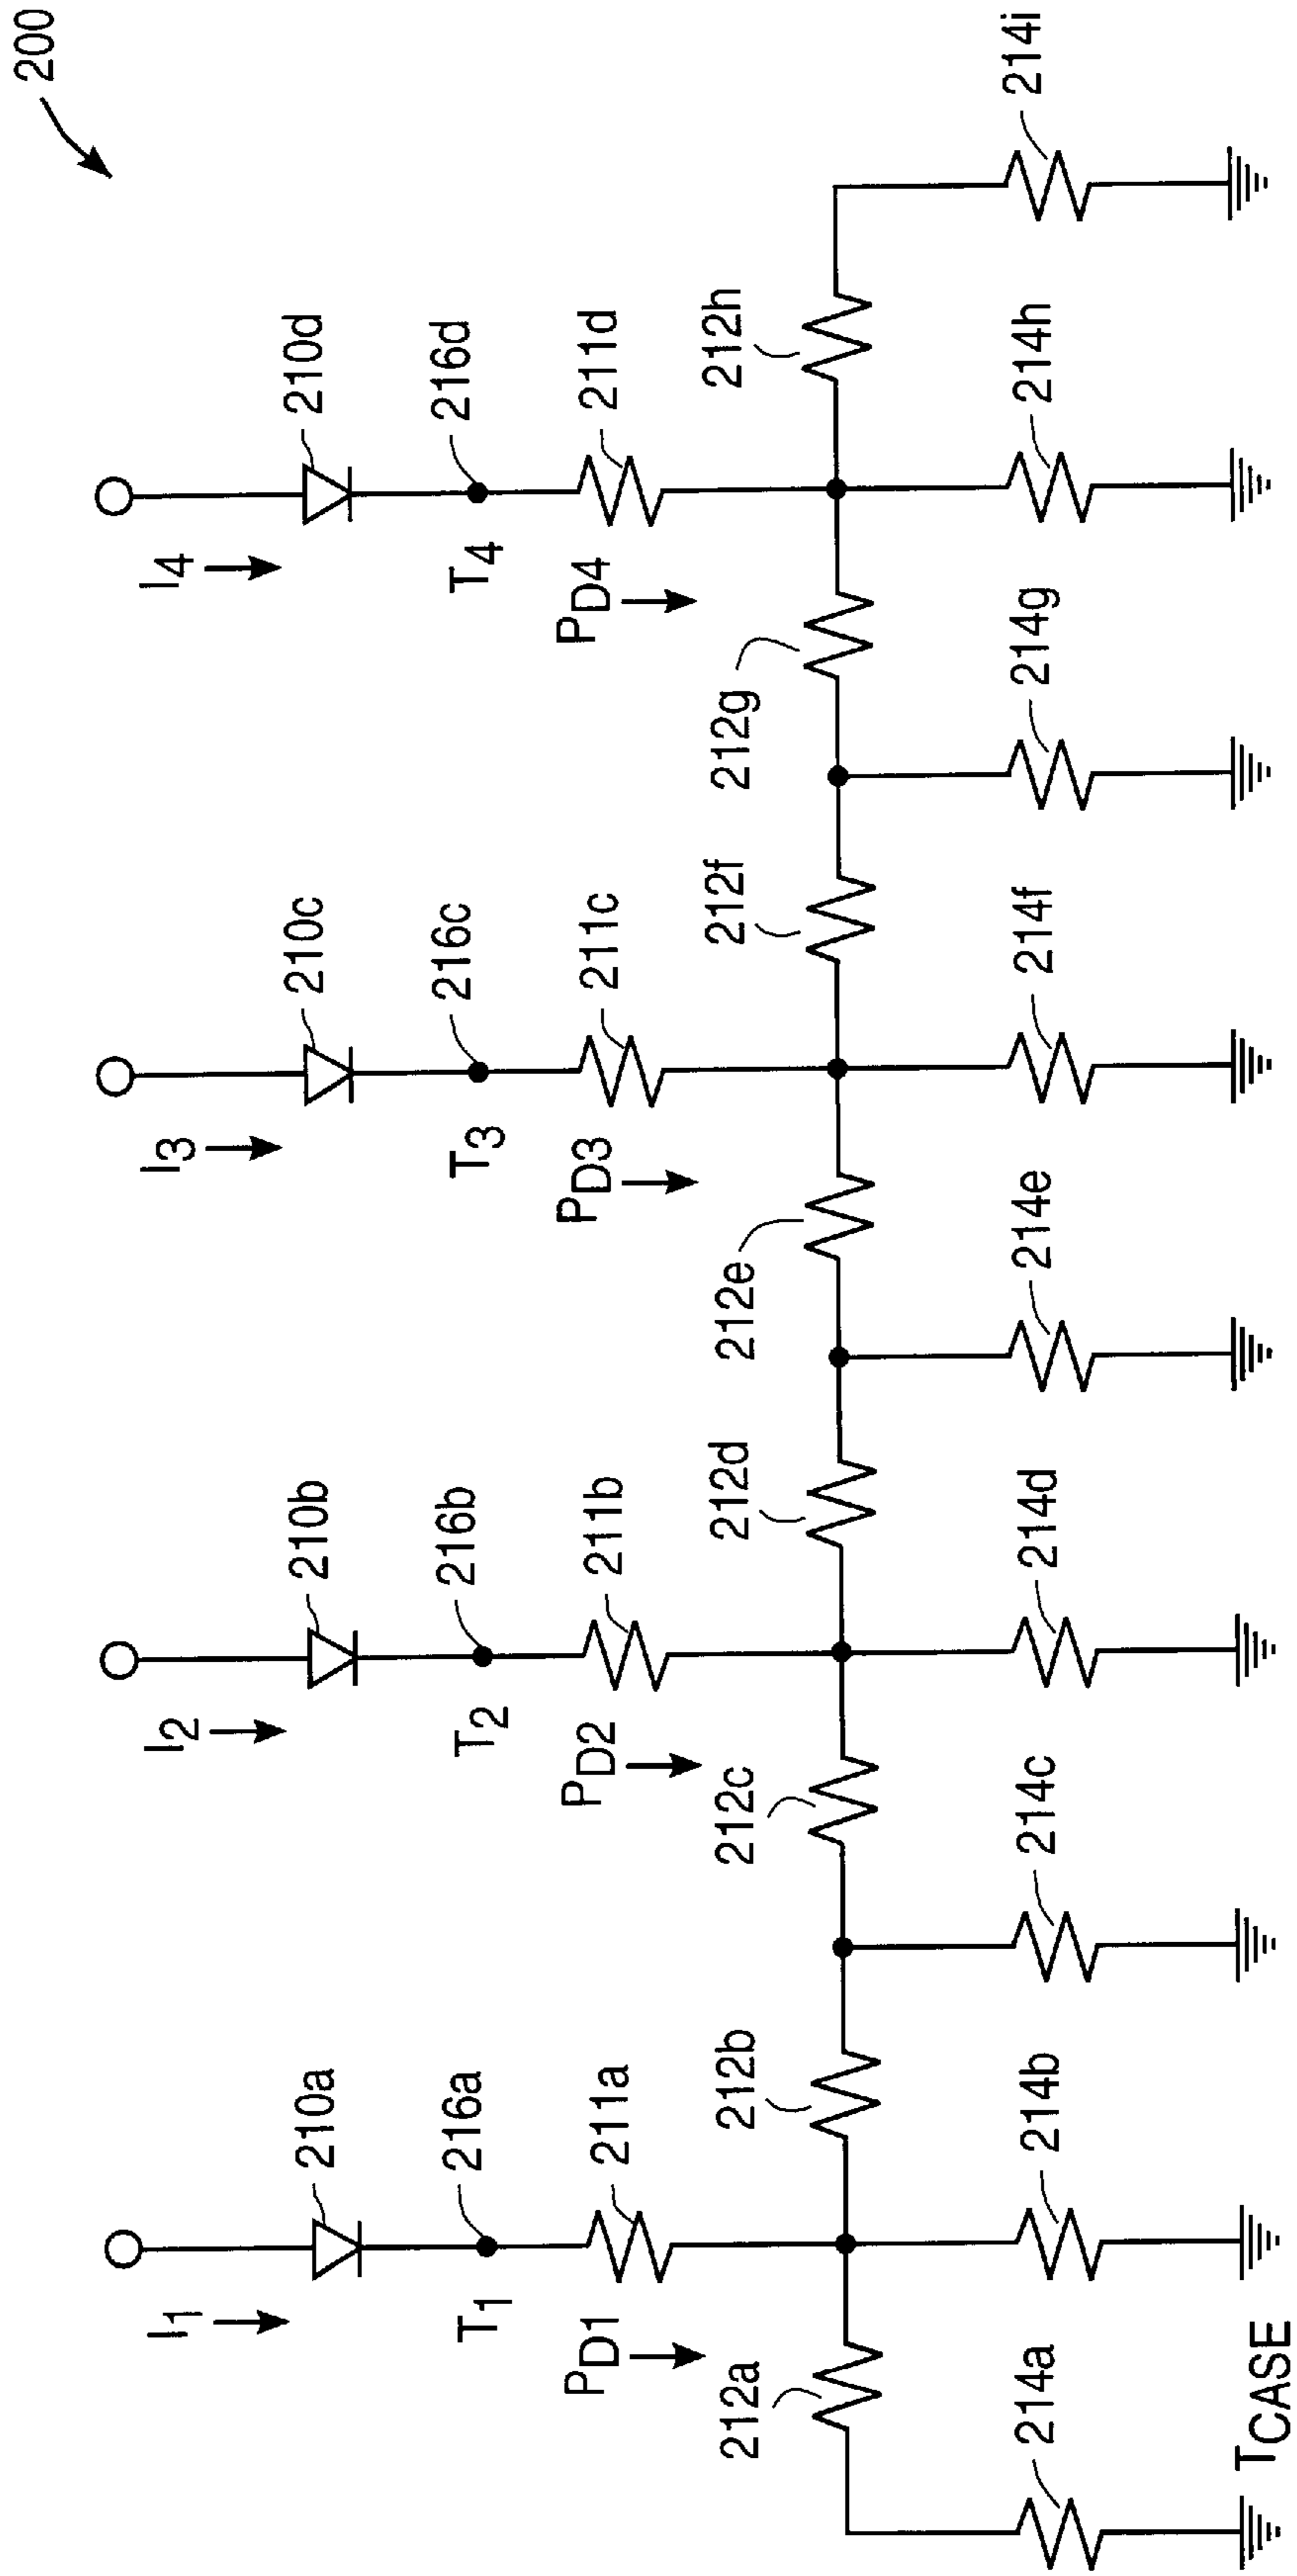 200
I1
I2
I3
I4
210a
210b
210c
210d
T1
216a
T2
216b
T3
216c
T4
216d
PD1
211a
PD2
211b
PD3
211c
PD4
211d
212a
212b
212c
212d
212e
212f
212g
212h
214a
214b
214c
214d
214e
214f
214g
214h
214i
TCASE